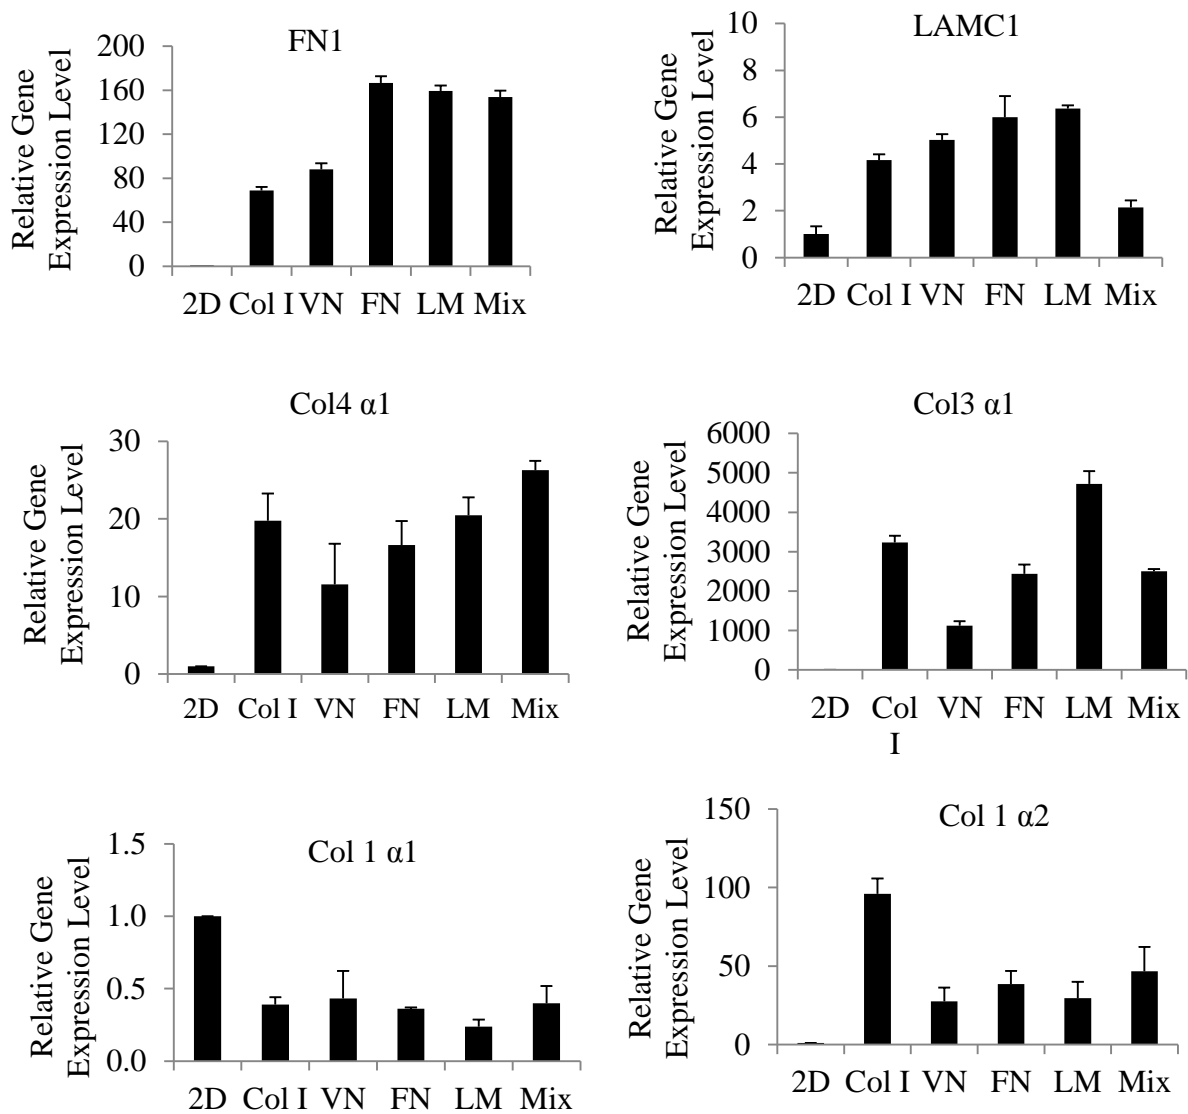 FN1
Relative Gene
Expression Level
200
160
120
80
40
0
2D Col I VN FN LM Mix
LAMC1
Relative Gene
Expression Level
10
8
6
4
2
0
2D Col I VN FN LM Mix
Col4 α1
Relative Gene
Expression Level
30
20
10
0
2D Col I VN FN LM Mix
Col3 α1
Relative Gene
Expression Level
6000
5000
4000
3000
2000
1000
0
2D Col VN FN LM Mix
I
Col 1 α1
Relative Gene
Expression Level
1.5
1.0
0.5
0.0
2D Col I VN FN LM Mix
Col 1 α2
Relative Gene
Expression Level
150
100
50
0
2D Col I VN FN LM Mix